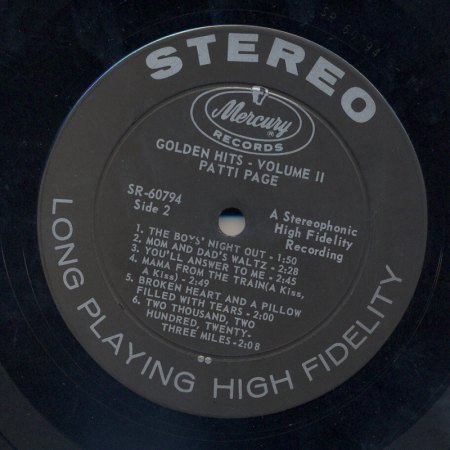 SR 60794
STEREO
Mercury
RECORDS
GOLDEN HITS - VOLUME II
PATTI PAGE
SR-60794
Side 2
A Stereophonic
High Fidelity
Recording
1. THE BOYS' NIGHT OUT - 1:50
2. MOM AND DAD'S WALTZ - 2:28
3. YOU'LL ANSWER TO ME - 2:45
4. MAMA FROM THE TRAIN(A Kiss,
A Kiss) - 2:49
5. BROKEN HEART AND A PILLOW
FILLED WITH TEARS - 2:00
6. TWO THOUSAND, TWO
HUNDRED, TWENTY-
THREE MILES - 2:08
LONG PLAYING HIGH FIDELITY